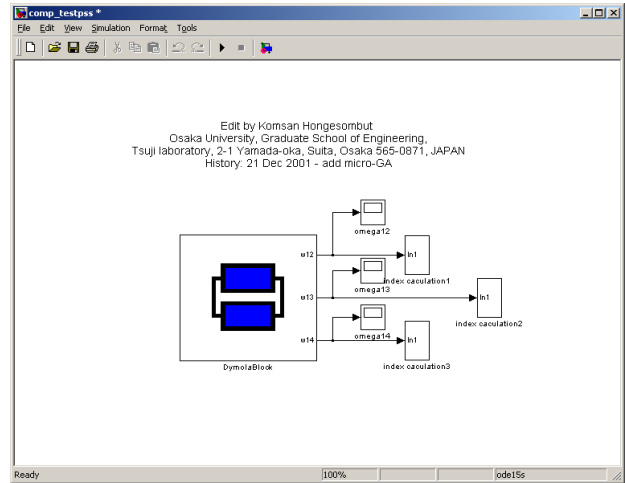 comp_testpss *
File Edit View Simulation Format Tools
Edit by Komsan Hongesombut
Osaka University, Graduate School of Engineering,
Tsuji laboratory, 2-1 Yamada-oka, Suita, Osaka 565-0871, JAPAN
History: 21 Dec 2001 - add micro-GA
omega12
w12
In1
index caculation1
omega13
w13
In1
index caculation2
omega14
w14
In1
index caculation3
DymolaBlock
Ready 100% ode15s